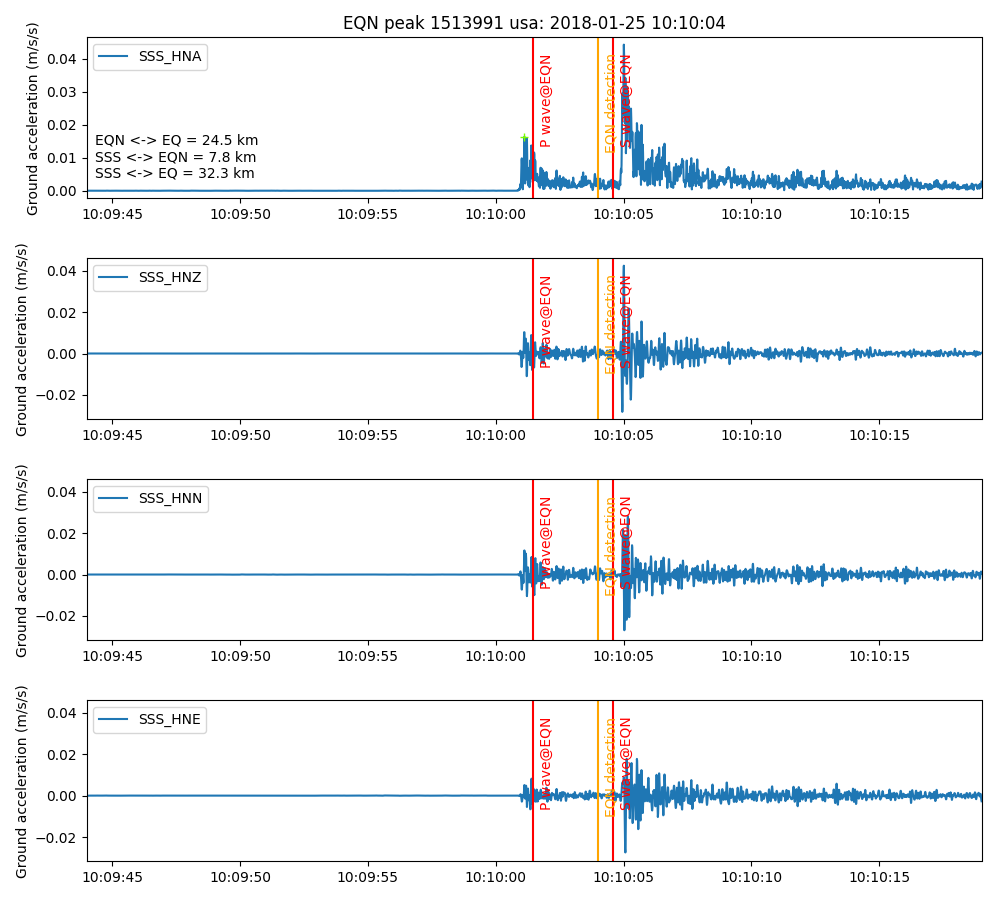 EQN peak 1513991 usa: 2018-01-25 10:10:04
Ground acceleration (m/s/s)
0.04
0.03
0.02
0.01
0.00
SSS_HNA
EQN <-> EQ = 24.5 km
SSS <-> EQN = 7.8 km
SSS <-> EQ = 32.3 km
P wave@EQN
EQN detection
S wave@EQN
10:09:45 10:09:50 10:09:55 10:10:00 10:10:05 10:10:10 10:10:15
Ground acceleration (m/s/s)
0.04
0.02
0.00
−0.02
SSS_HNZ
P wave@EQN
EQN detection
S wave@EQN
10:09:45 10:09:50 10:09:55 10:10:00 10:10:05 10:10:10 10:10:15
Ground acceleration (m/s/s)
0.04
0.02
0.00
−0.02
SSS_HNN
P wave@EQN
EQN detection
S wave@EQN
10:09:45 10:09:50 10:09:55 10:10:00 10:10:05 10:10:10 10:10:15
Ground acceleration (m/s/s)
0.04
0.02
0.00
−0.02
SSS_HNE
P wave@EQN
EQN detection
S wave@EQN
10:09:45 10:09:50 10:09:55 10:10:00 10:10:05 10:10:10 10:10:15